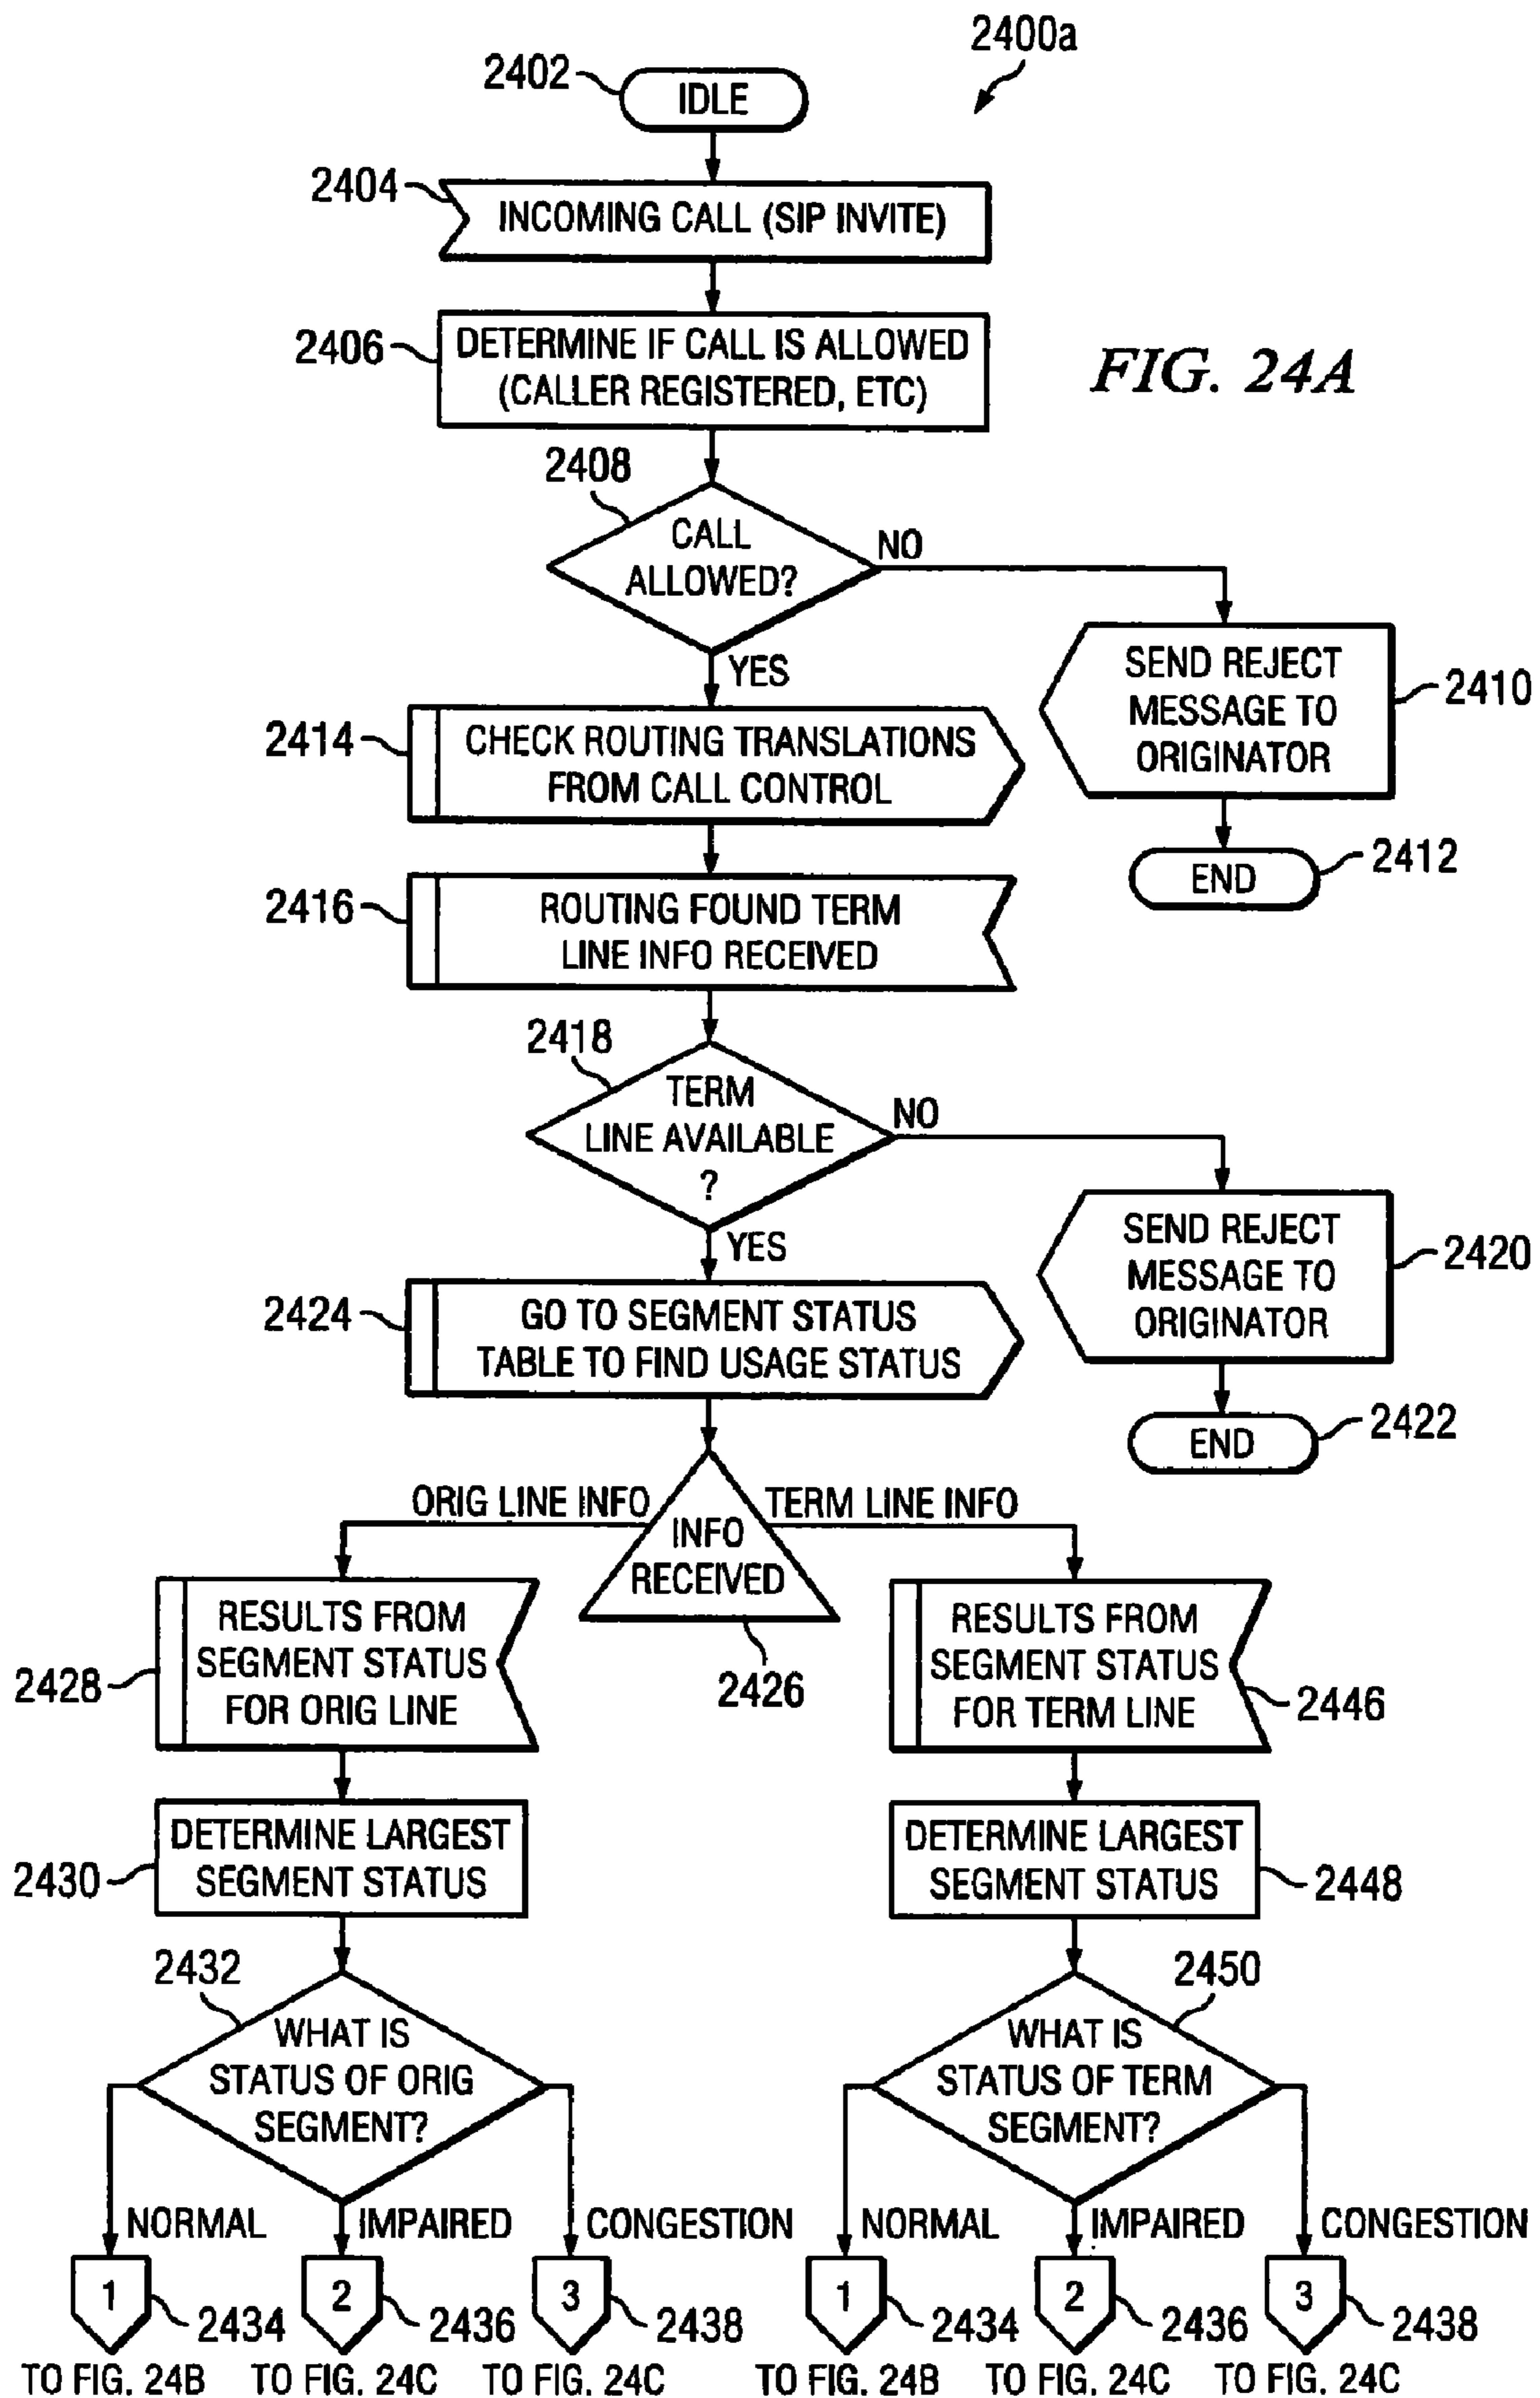 2400a
2402
IDLE
2404
INCOMING CALL (SIP INVITE)
2406
DETERMINE IF CALL IS ALLOWED
(CALLER REGISTERED, ETC)
FIG. 24A
2408
CALL
ALLOWED?
NO
YES
SEND REJECT
MESSAGE TO
ORIGINATOR
2410
END
2412
2414
CHECK ROUTING TRANSLATIONS
FROM CALL CONTROL
2416
ROUTING FOUND TERM
LINE INFO RECEIVED
2418
TERM
LINE AVAILABLE
?
NO
YES
SEND REJECT
MESSAGE TO
ORIGINATOR
2420
END
2422
2424
GO TO SEGMENT STATUS
TABLE TO FIND USAGE STATUS
ORIG LINE INFO
TERM LINE INFO
INFO
RECEIVED
2426
2428
RESULTS FROM
SEGMENT STATUS
FOR ORIG LINE
RESULTS FROM
SEGMENT STATUS
FOR TERM LINE
2446
2430
DETERMINE LARGEST
SEGMENT STATUS
DETERMINE LARGEST
SEGMENT STATUS
2448
2432
WHAT IS
STATUS OF ORIG
SEGMENT?
2450
WHAT IS
STATUS OF TERM
SEGMENT?
NORMAL
IMPAIRED
CONGESTION
NORMAL
IMPAIRED
CONGESTION
1
2434
2
2436
3
2438
1
2434
2
2436
3
2438
TO FIG. 24B
TO FIG. 24C
TO FIG. 24C
TO FIG. 24B
TO FIG. 24C
TO FIG. 24C